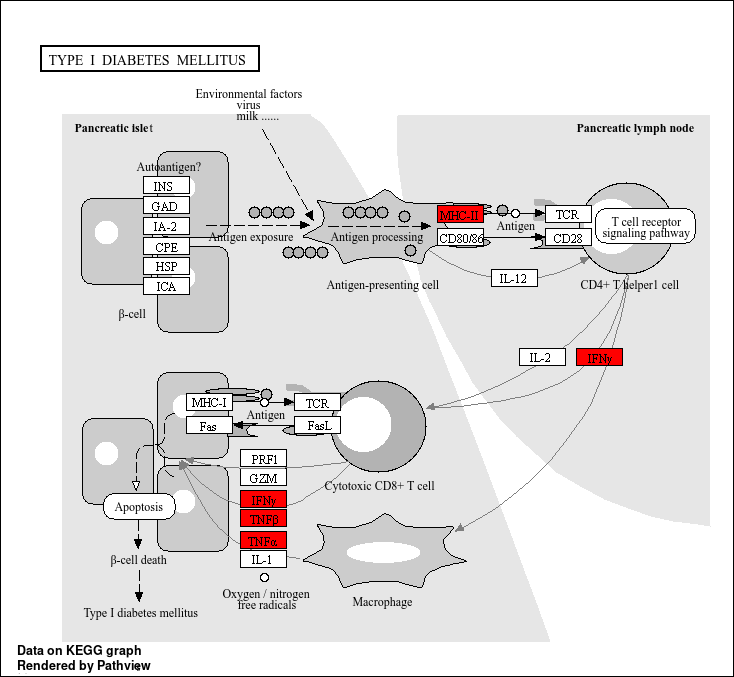 TYPE I DIABETES MELLITUS
Environmental factors
virus
milk ......
Pancreatic islet
Pancreatic lymph node
Autoantigen?
INS
GAD
IA-2
CPE
HSP
ICA
β-cell
Antigen exposure
Antigen processing
MHC-II
CD80/86
Antigen
TCR
CD28
T cell receptor
signaling pathway
Antigen-presenting cell
IL-12
CD4+ T helper1 cell
IL-2
IFNγ
MHC-I
Fas
Antigen
TCR
FasL
PRF1
GZM
IFNγ
TNFβ
TNFα
IL-1
Cytotoxic CD8+ T cell
Apoptosis
β-cell death
Type I diabetes mellitus
Oxygen / nitrogen
free radicals
Macrophage
Data on KEGG graph
Rendered by Pathview